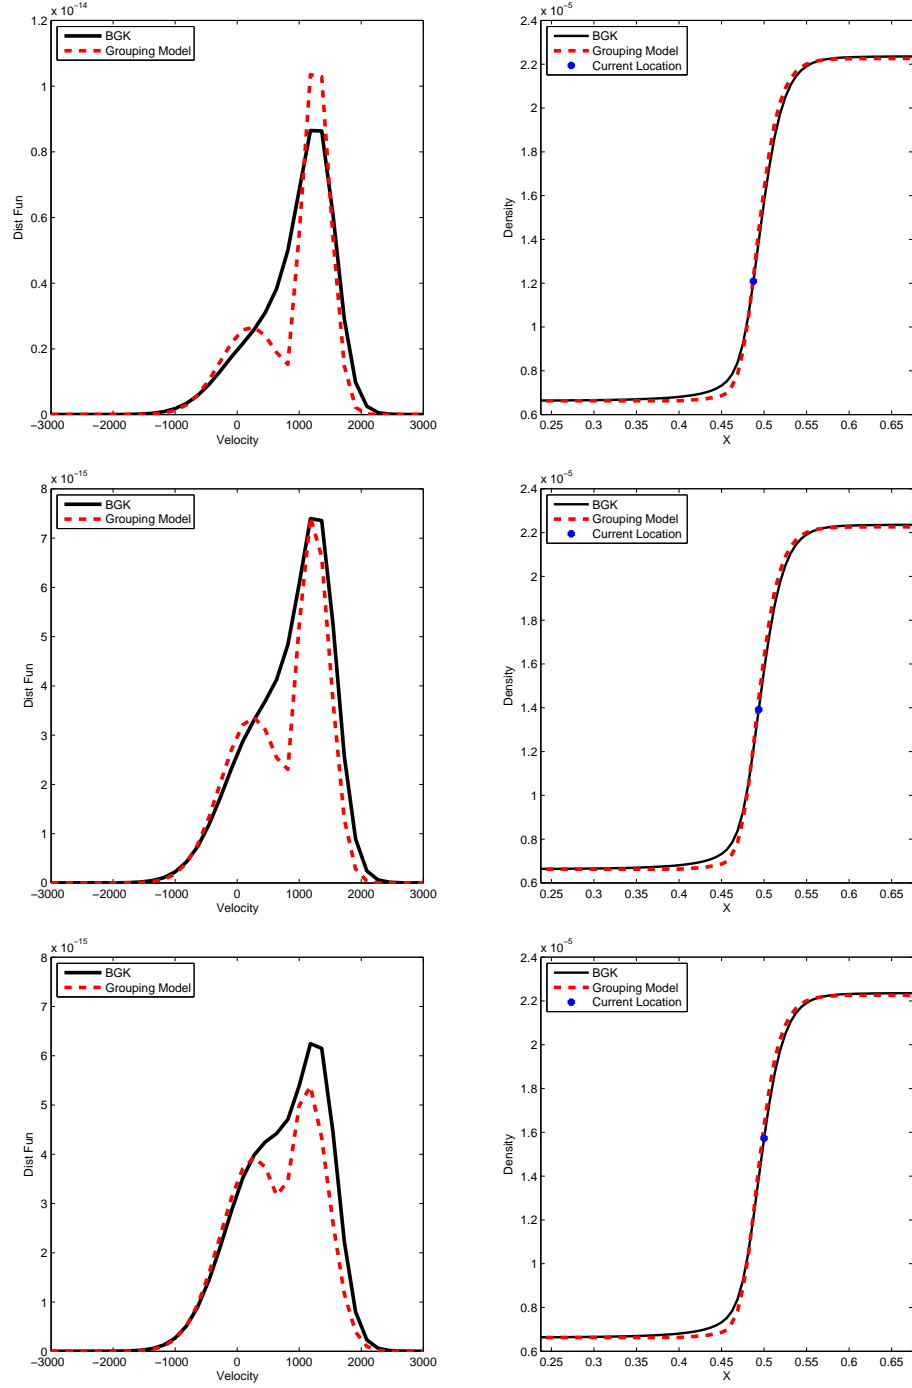 x 10⁻¹⁴
1.2
1
0.8
0.6
0.4
0.2
0
Dist Fun
−3000 −2000 −1000 0 1000 2000 3000
Velocity
BGK
Grouping Model
x 10⁻⁵
2.4
2.2
2
1.8
1.6
1.4
1.2
1
0.8
0.6
Density
0.25 0.3 0.35 0.4 0.45 0.5 0.55 0.6 0.65
X
BGK
Grouping Model
Current Location
x 10⁻¹⁵
8
7
6
5
4
3
2
1
0
Dist Fun
−3000 −2000 −1000 0 1000 2000 3000
Velocity
BGK
Grouping Model
x 10⁻⁵
2.4
2.2
2
1.8
1.6
1.4
1.2
1
0.8
0.6
Density
0.25 0.3 0.35 0.4 0.45 0.5 0.55 0.6 0.65
X
BGK
Grouping Model
Current Location
x 10⁻¹⁵
8
7
6
5
4
3
2
1
0
Dist Fun
−3000 −2000 −1000 0 1000 2000 3000
Velocity
BGK
Grouping Model
x 10⁻⁵
2.4
2.2
2
1.8
1.6
1.4
1.2
1
0.8
0.6
Density
0.25 0.3 0.35 0.4 0.45 0.5 0.55 0.6 0.65
X
BGK
Grouping Model
Current Location